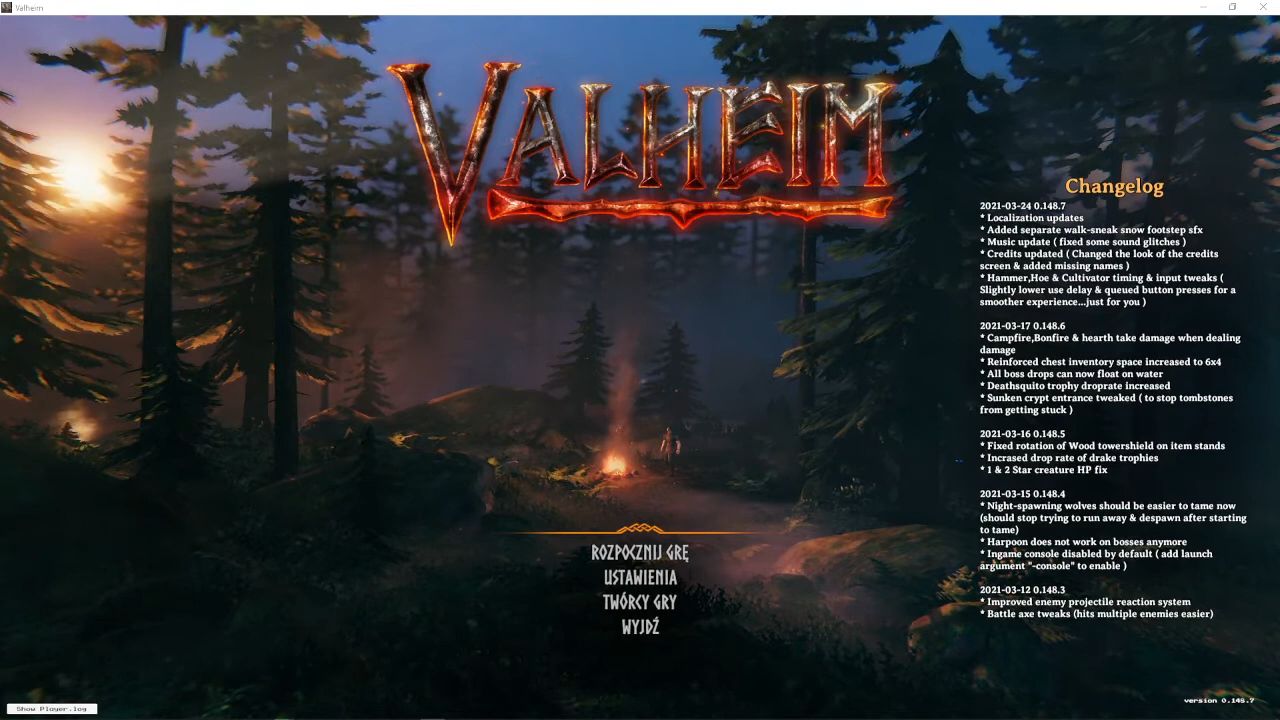 Valheim
VALHEIM
Changelog
2021-03-24 0.148.7
* Localization updates
* Added separate walk-sneak snow footstep sfx
* Music update ( fixed some sound glitches )
* Credits updated ( Changed the look of the credits
screen & added missing names )
* Hammer,Hoe & Cultivator timing & input tweaks (
Slightly lower use delay & queued button presses for a
smoother experience...just for you )
2021-03-17 0.148.6
* Campfire,Bonfire & hearth take damage when dealing
damage
* Reinforced chest inventory space increased to 6x4
* All boss drops can now float on water
* Deathsquito trophy droprate increased
* Sunken crypt entrance tweaked ( to stop tombstones
from getting stuck )
2021-03-16 0.148.5
* Fixed rotation of Wood towershield on item stands
* Incrased drop rate of drake trophies
* 1 & 2 Star creature HP fix
2021-03-15 0.148.4
* Night-spawning wolves should be easier to tame now
(should stop trying to run away & despawn after starting
to tame)
* Harpoon does not work on bosses anymore
* Ingame console disabled by default ( add launch
argument "-console" to enable )
2021-03-12 0.148.3
* Improved enemy projectile reaction system
* Battle axe tweaks (hits multiple enemies easier)
ROZPOCZNIJ GRĘ
USTAWIENIA
TWÓRCY GRY
WYJDŹ
Show Player.log
version 0.148.7